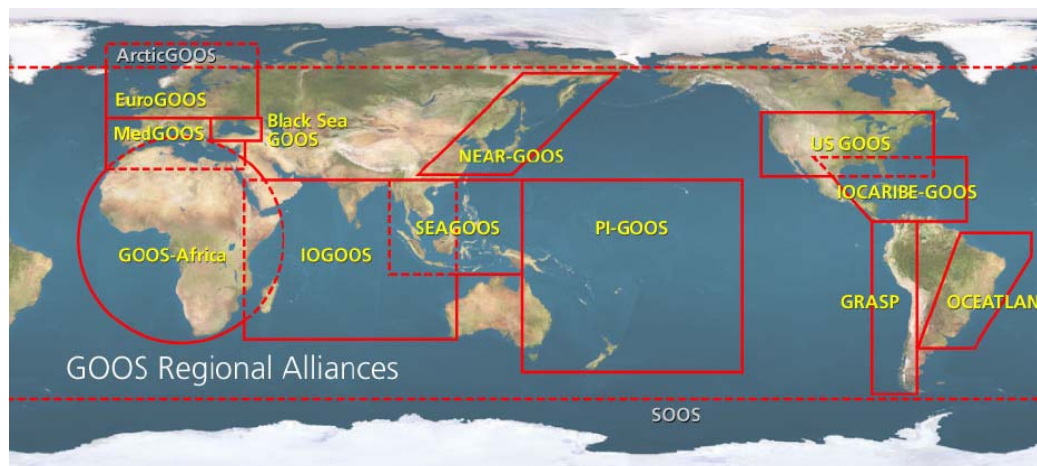 ArcticGOOS
EuroGOOS
MedGOOS
Black Sea
GOOS
NEAR-GOOS
US GOOS
IOCARIBE-GOOS
GOOS-Africa
IOGOOS
SEAGOOS
PI-GOOS
GRASP
OCEATLAN
GOOS Regional Alliances
SOOS